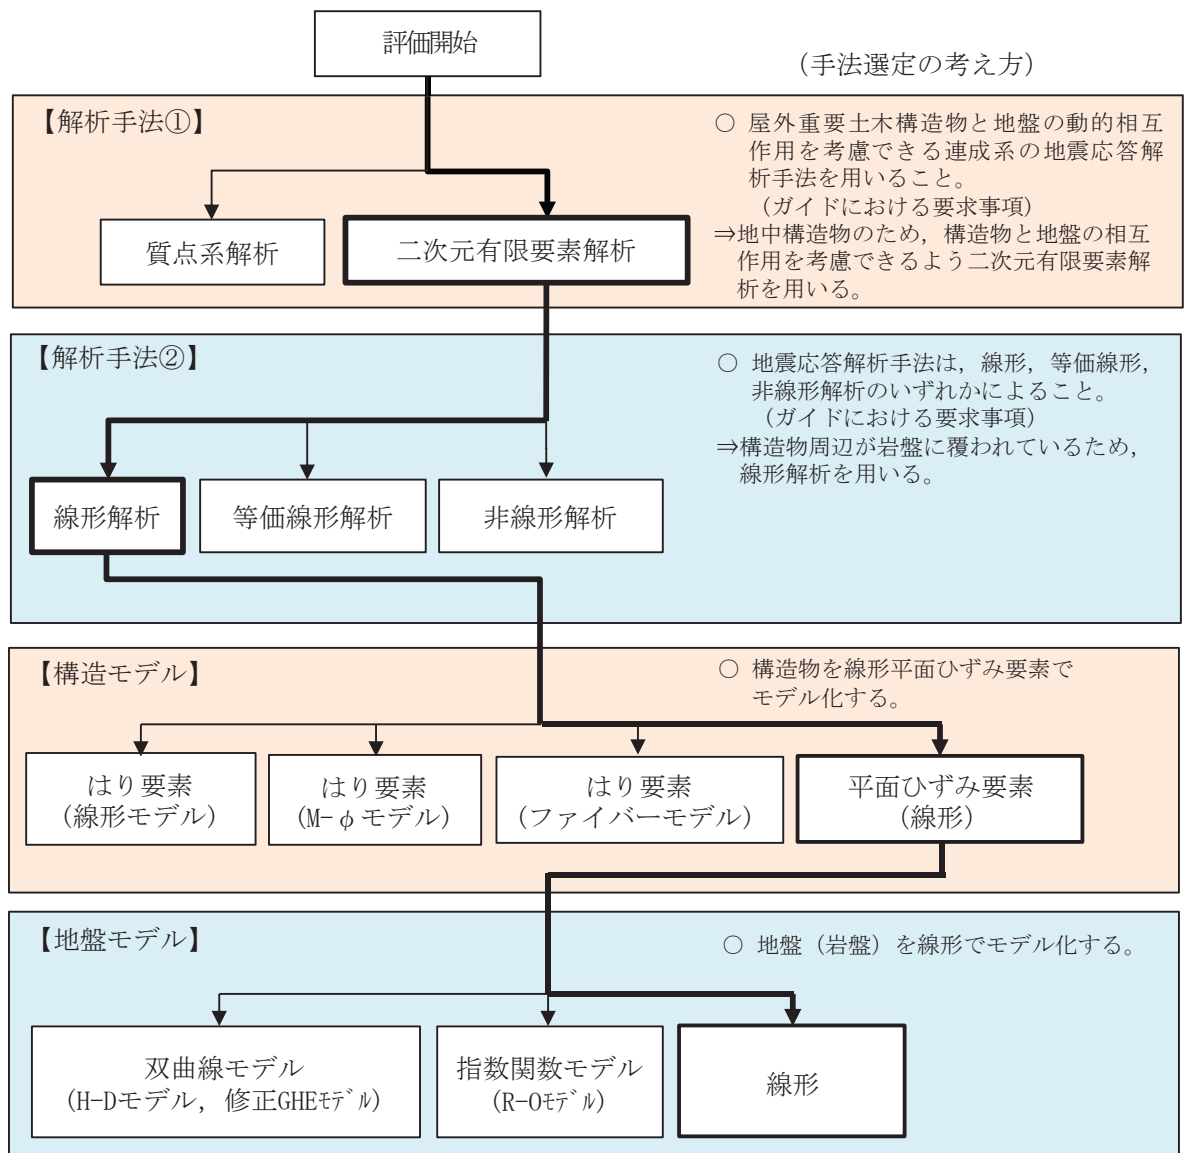 評価開始
(手法選定の考え方)
【解析手法①】
○ 屋外重要土木構造物と地盤の動的相互
作用を考慮できる連成系の地震応答解
析手法を用いること。
(ガイドにおける要求事項)
⇒地中構造物のため，構造物と地盤の相互
作用を考慮できるよう二次元有限要素解
析を用いる。
質点系解析
二次元有限要素解析
【解析手法②】
○ 地震応答解析手法は，線形，等価線形，
非線形解析のいずれかによること。
(ガイドにおける要求事項)
⇒構造物周辺が岩盤に覆われているため，
線形解析を用いる。
線形解析
等価線形解析
非線形解析
【構造モデル】
○ 構造物を線形平面ひずみ要素で
モデル化する。
はり要素
(線形モデル)
はり要素
(M-φモデル)
はり要素
(ファイバーモデル)
平面ひずみ要素
(線形)
【地盤モデル】
○ 地盤（岩盤）を線形でモデル化する。
双曲線モデル
(H-Dモデル，修正GHEﾓﾃﾞﾙ)
指数関数モデル
(R-Oﾓﾃﾞﾙ)
線形